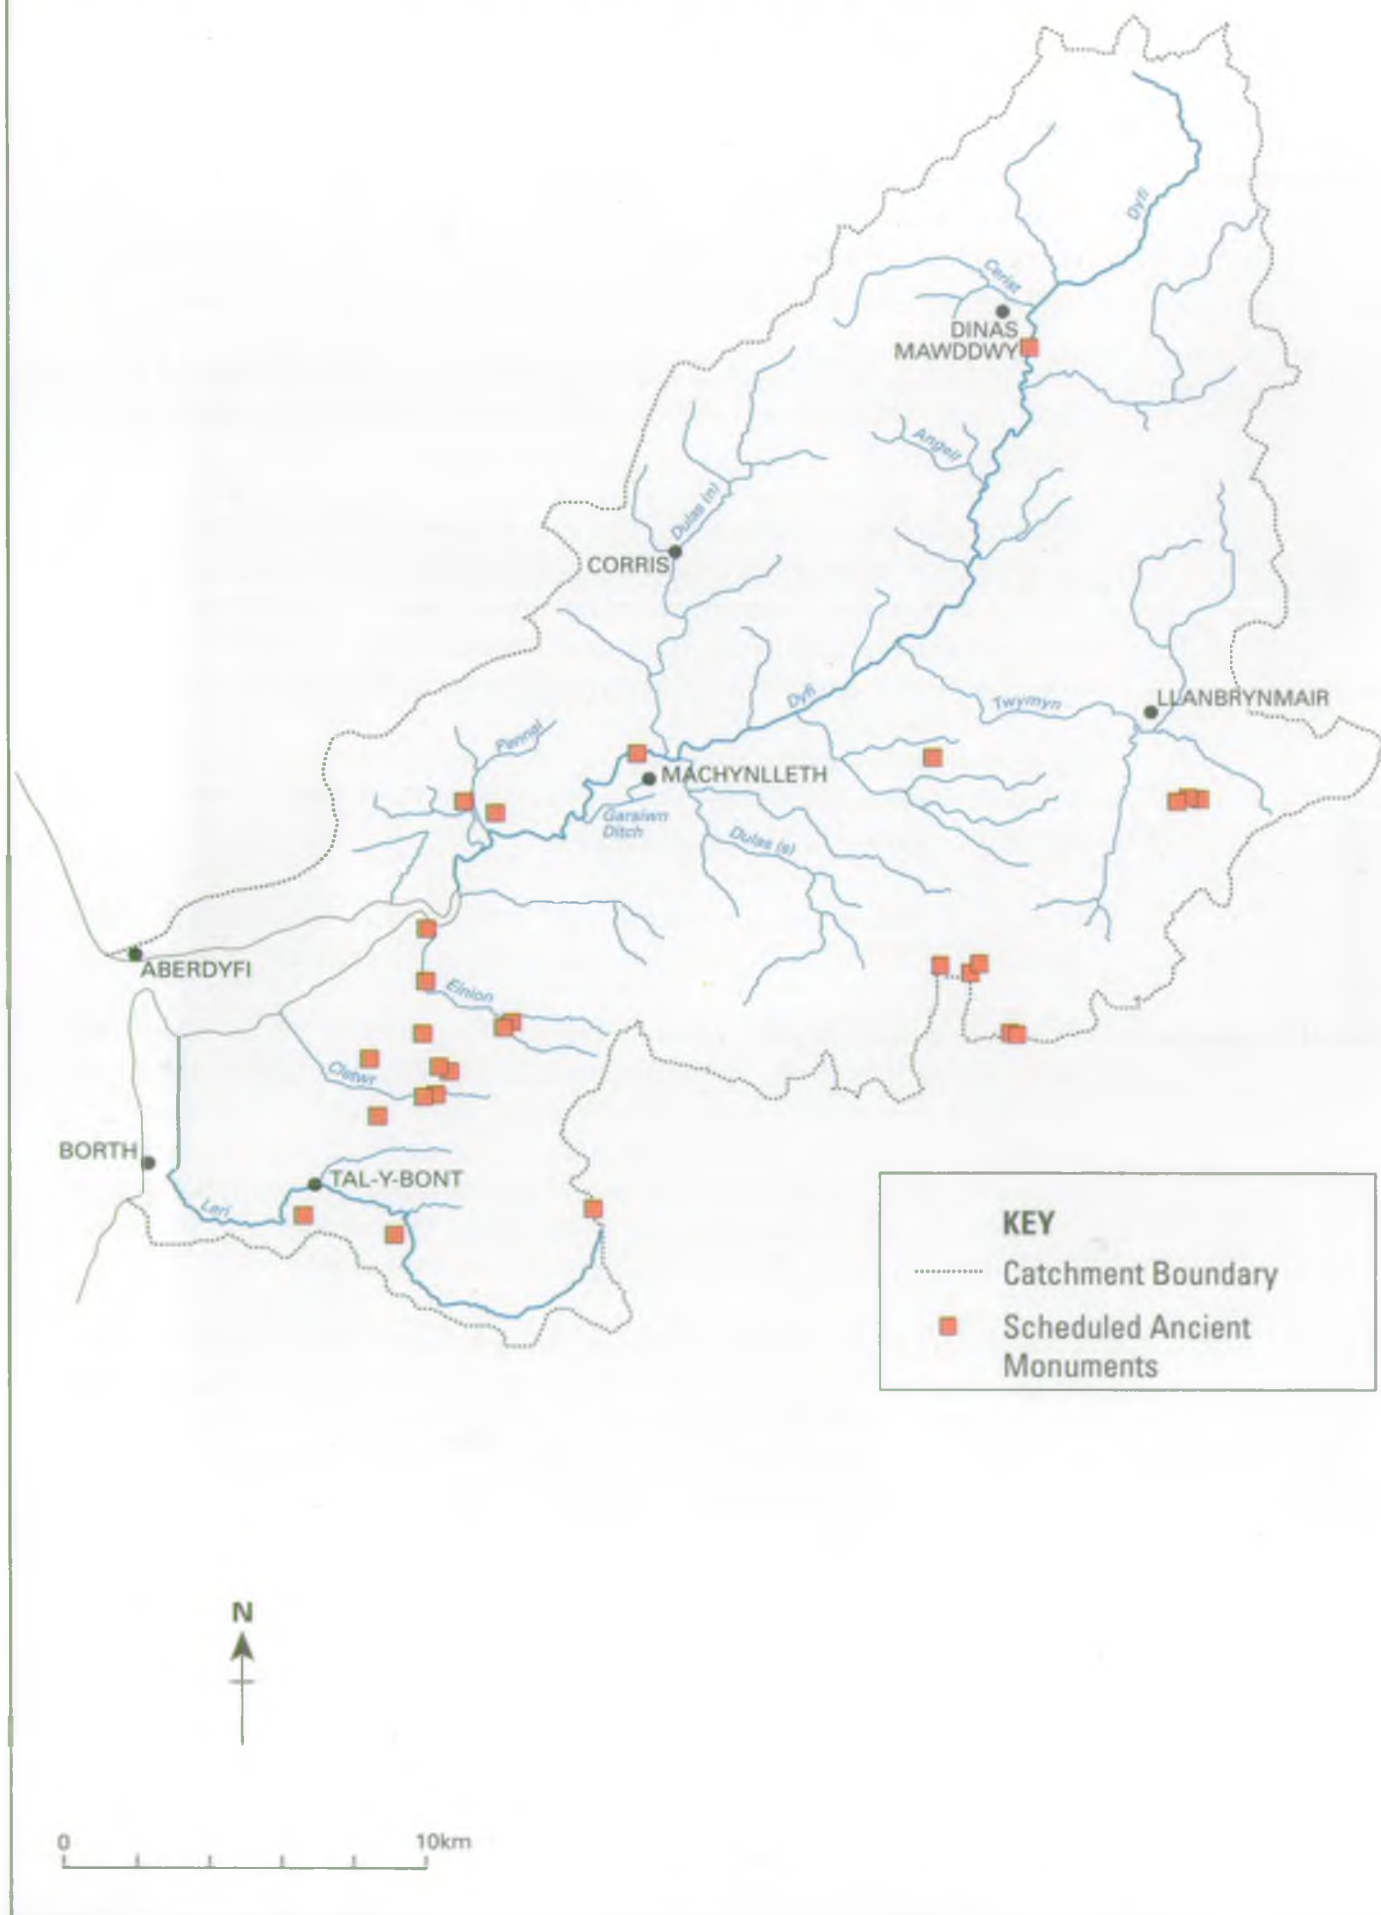 Dyfi
Cerist
DINAS
MAWDDWY
Angell
Dulas (n)
CORRIS
Dyfi
Twymyn
LLANBRYNMAIR
Pennal
MACHYNLLETH
Garsiwn
Ditch
Dulas (s)
ABERDYFI
Einion
Cletwr
BORTH
TAL-Y-BONT
Leri
KEY
Catchment Boundary
Scheduled Ancient
Monuments
N
0
10km